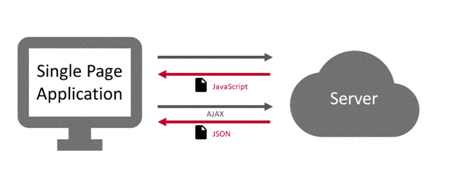 Single Page
Application
JavaScript
AJAX
JSON
Server